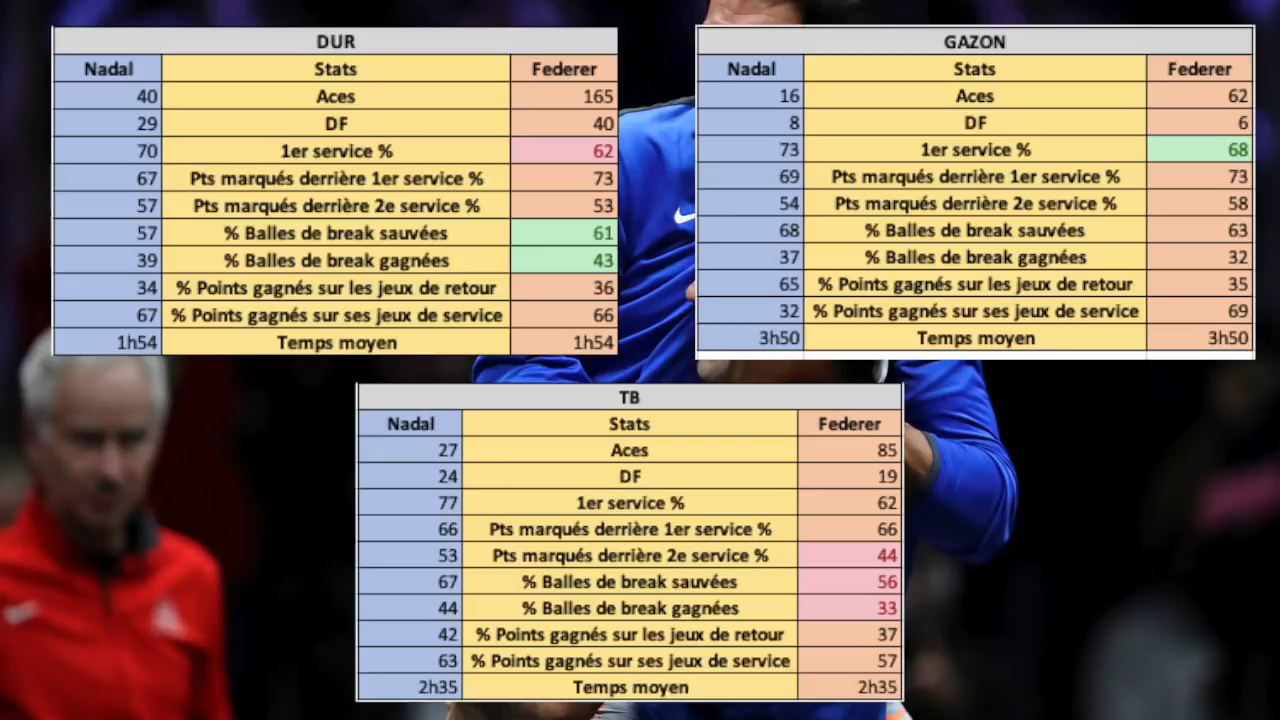 DUR
Nadal Stats Federer
40 Aces 165
29 DF 40
70 1er service % 62
67 Pts marqués derrière 1er service % 73
57 Pts marqués derrière 2e service % 53
57 % Balles de break sauvées 61
39 % Balles de break gagnées 43
34 % Points gagnés sur les jeux de retour 36
67 % Points gagnés sur ses jeux de service 66
1h54 Temps moyen 1h54
GAZON
Nadal Stats Federer
16 Aces 62
8 DF 6
73 1er service % 68
69 Pts marqués derrière 1er service % 73
54 Pts marqués derrière 2e service % 58
68 % Balles de break sauvées 63
37 % Balles de break gagnées 32
65 % Points gagnés sur les jeux de retour 35
32 % Points gagnés sur ses jeux de service 69
3h50 Temps moyen 3h50
TB
Nadal Stats Federer
27 Aces 85
24 DF 19
77 1er service % 62
66 Pts marqués derrière 1er service % 66
53 Pts marqués derrière 2e service % 44
67 % Balles de break sauvées 56
44 % Balles de break gagnées 33
42 % Points gagnés sur les jeux de retour 37
63 % Points gagnés sur ses jeux de service 57
2h35 Temps moyen 2h35